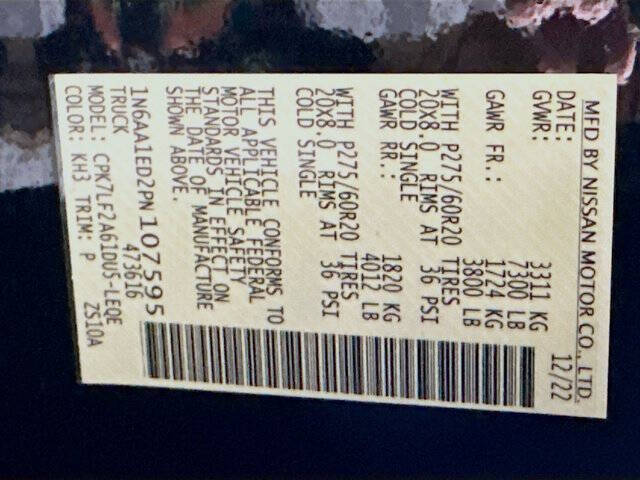 MFD BY NISSAN MOTOR CO., LTD.
DATE: 12/22
GVWR: 3311 KG
7300 LB
GAWR FR.: 1724 KG
3800 LB
WITH P275/60R20 TIRES
20X8.0 RIMS AT 36 PSI
COLD SINGLE
GAWR RR.: 1820 KG
4012 LB
WITH P275/60R20 TIRES
20X8.0 RIMS AT 36 PSI
COLD SINGLE
THIS VEHICLE CONFORMS TO
ALL APPLICABLE FEDERAL
MOTOR VEHICLE SAFETY
STANDARDS IN EFFECT ON
THE DATE OF MANUFACTURE
SHOWN ABOVE.
1N6AA1ED2PN107595
TRUCK 473616
MODEL: CPK7LF2A61DUS-LEQE
COLOR: KH3 TRIM: P ZS10A